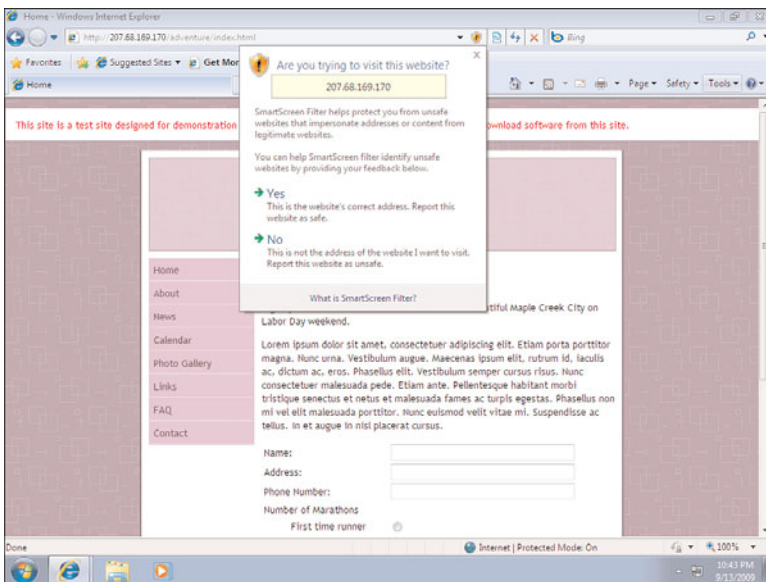 Home - Windows Internet Explorer
http://207.68.169.170/adventure/index.html
Bing
Favorites Suggested Sites Get Mor
Home
Page Safety Tools
Are you trying to visit this website?
207.68.169.170
SmartScreen Filter helps protect
you from unsafe
websites that impersonate addresses or content from
legitimate websites.
You can help SmartScreen filter identify unsafe
websites by providing your feedback below.
Yes
This is the website's correct address. Report this
website as safe.
No
This is not the address of the website I want to visit.
Report this website as unsafe.
What is SmartScreen Filter?
This site is a test site designed for demonstration
ownload software from this site.
Home
About
News
Calendar
Photo Gallery
Links
FAQ
Contact
tiful Maple Creek City on
Labor Day weekend.
Lorem ipsum dolor sit amet, consectetuer adipiscing elit. Etiam porta porttitor
magna. Nunc urna. Vestibulum augue. Maecenas ipsum elit, rutrum id, iaculis
ac, dictum ac, eros. Phasellus elit. Vestibulum semper cursus risus. Nunc
consectetuer malesuada pede. Etiam ante. Pellentesque habitant morbi
tristique senectus et netus et malesuada fames ac turpis egestas. Phasellus non
mi vel elit malesuada porttitor. Nunc euismod velit vitae mi. Suspendisse ac
tellus. In et augue in nisl placerat cursus.
Name:
Address:
Phone Number:
Number of Marathons
First time runner
Done
Internet | Protected Mode: On
100%
10:43 PM
9/13/2009